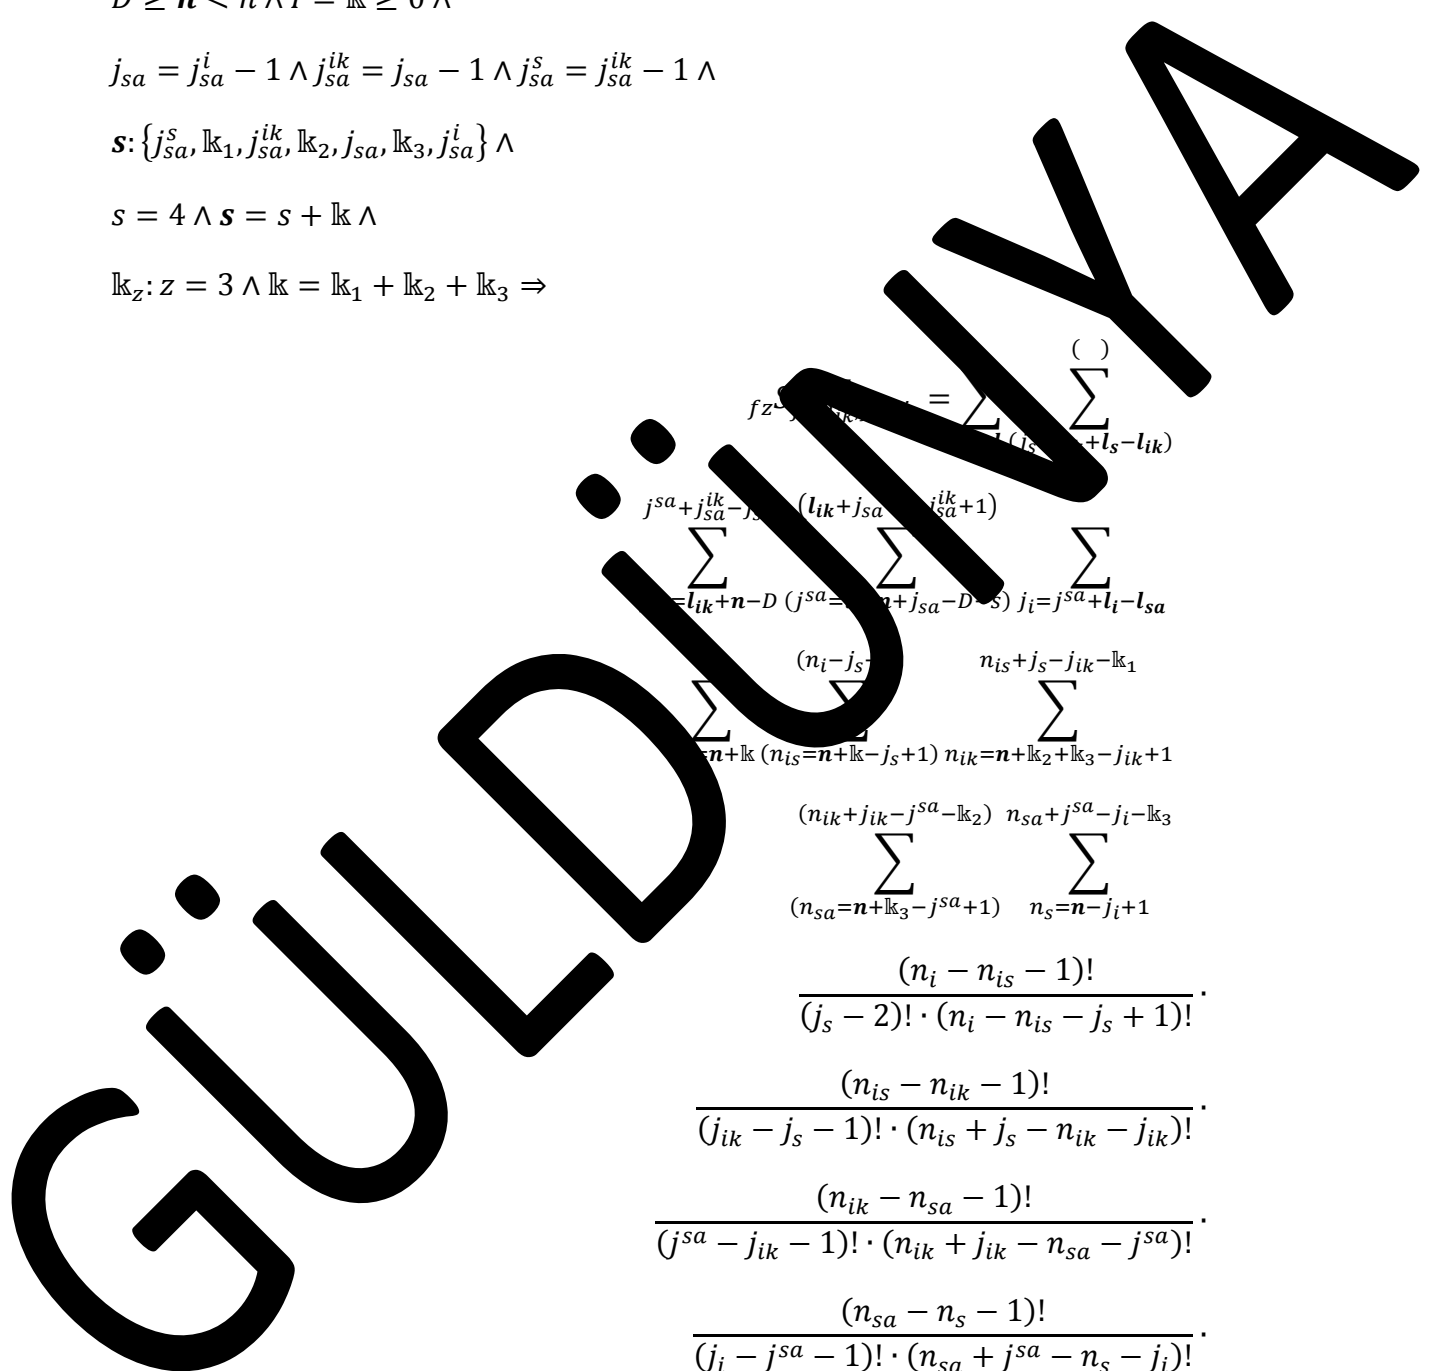 j_{sa} = j_{sa}^{i} − 1 ∧ j_{sa}^{ik} = j_{sa} − 1 ∧ j_{sa}^{s} = j_{sa}^{ik} − 1 ∧
𝒔: {j_{sa}^{s}, 𝕜_1, j_{sa}^{ik}, 𝕜_2, j_{sa}, 𝕜_3, j_{sa}^{i}} ∧
s = 4 ∧ 𝒔 = s + 𝕜 ∧
𝕜_z: z = 3 ∧ 𝕜 = 𝕜_1 + 𝕜_2 + 𝕜_3 ⇒
( )
= ∑ ∑
+𝒍_𝒔−𝒍_{𝒊𝒌})
j^{sa}+j_{sa}^{ik}− (𝒍_{𝒊𝒌}+j_{sa} j_{sa}^{ik}+1)
∑ ∑ ∑
=𝒍_{𝒊𝒌}+𝒏−D (j^{sa}= 𝒏+j_{sa}−D−s) j_i=j^{sa}+𝒍_𝒊−𝒍_{𝒔𝒂}
(n_i−j_s n_{is}+j_s−j_{ik}−𝕜_1
∑ ∑ ∑
=𝒏+𝕜 (n_{is}=𝒏+𝕜−j_s+1) n_{ik}=𝒏+𝕜_2+𝕜_3−j_{ik}+1
(n_{ik}+j_{ik}−j^{sa}−𝕜_2) n_{sa}+j^{sa}−j_i−𝕜_3
∑ ∑
(n_{sa}=𝒏+𝕜_3−j^{sa}+1) n_s=𝒏−j_i+1
(n_i − n_{is} − 1)!
(j_s − 2)! · (n_i − n_{is} − j_s + 1)! ·
(n_{is} − n_{ik} − 1)!
(j_{ik} − j_s − 1)! · (n_{is} + j_s − n_{ik} − j_{ik})! ·
(n_{ik} − n_{sa} − 1)!
(j^{sa} − j_{ik} − 1)! · (n_{ik} + j_{ik} − n_{sa} − j^{sa})! ·
(n_{sa} − n_s − 1)!
(j_i − j^{sa} − 1)! · (n_{sa} + j^{sa} − n_s − j_i)! ·
GÜLDÜNYA